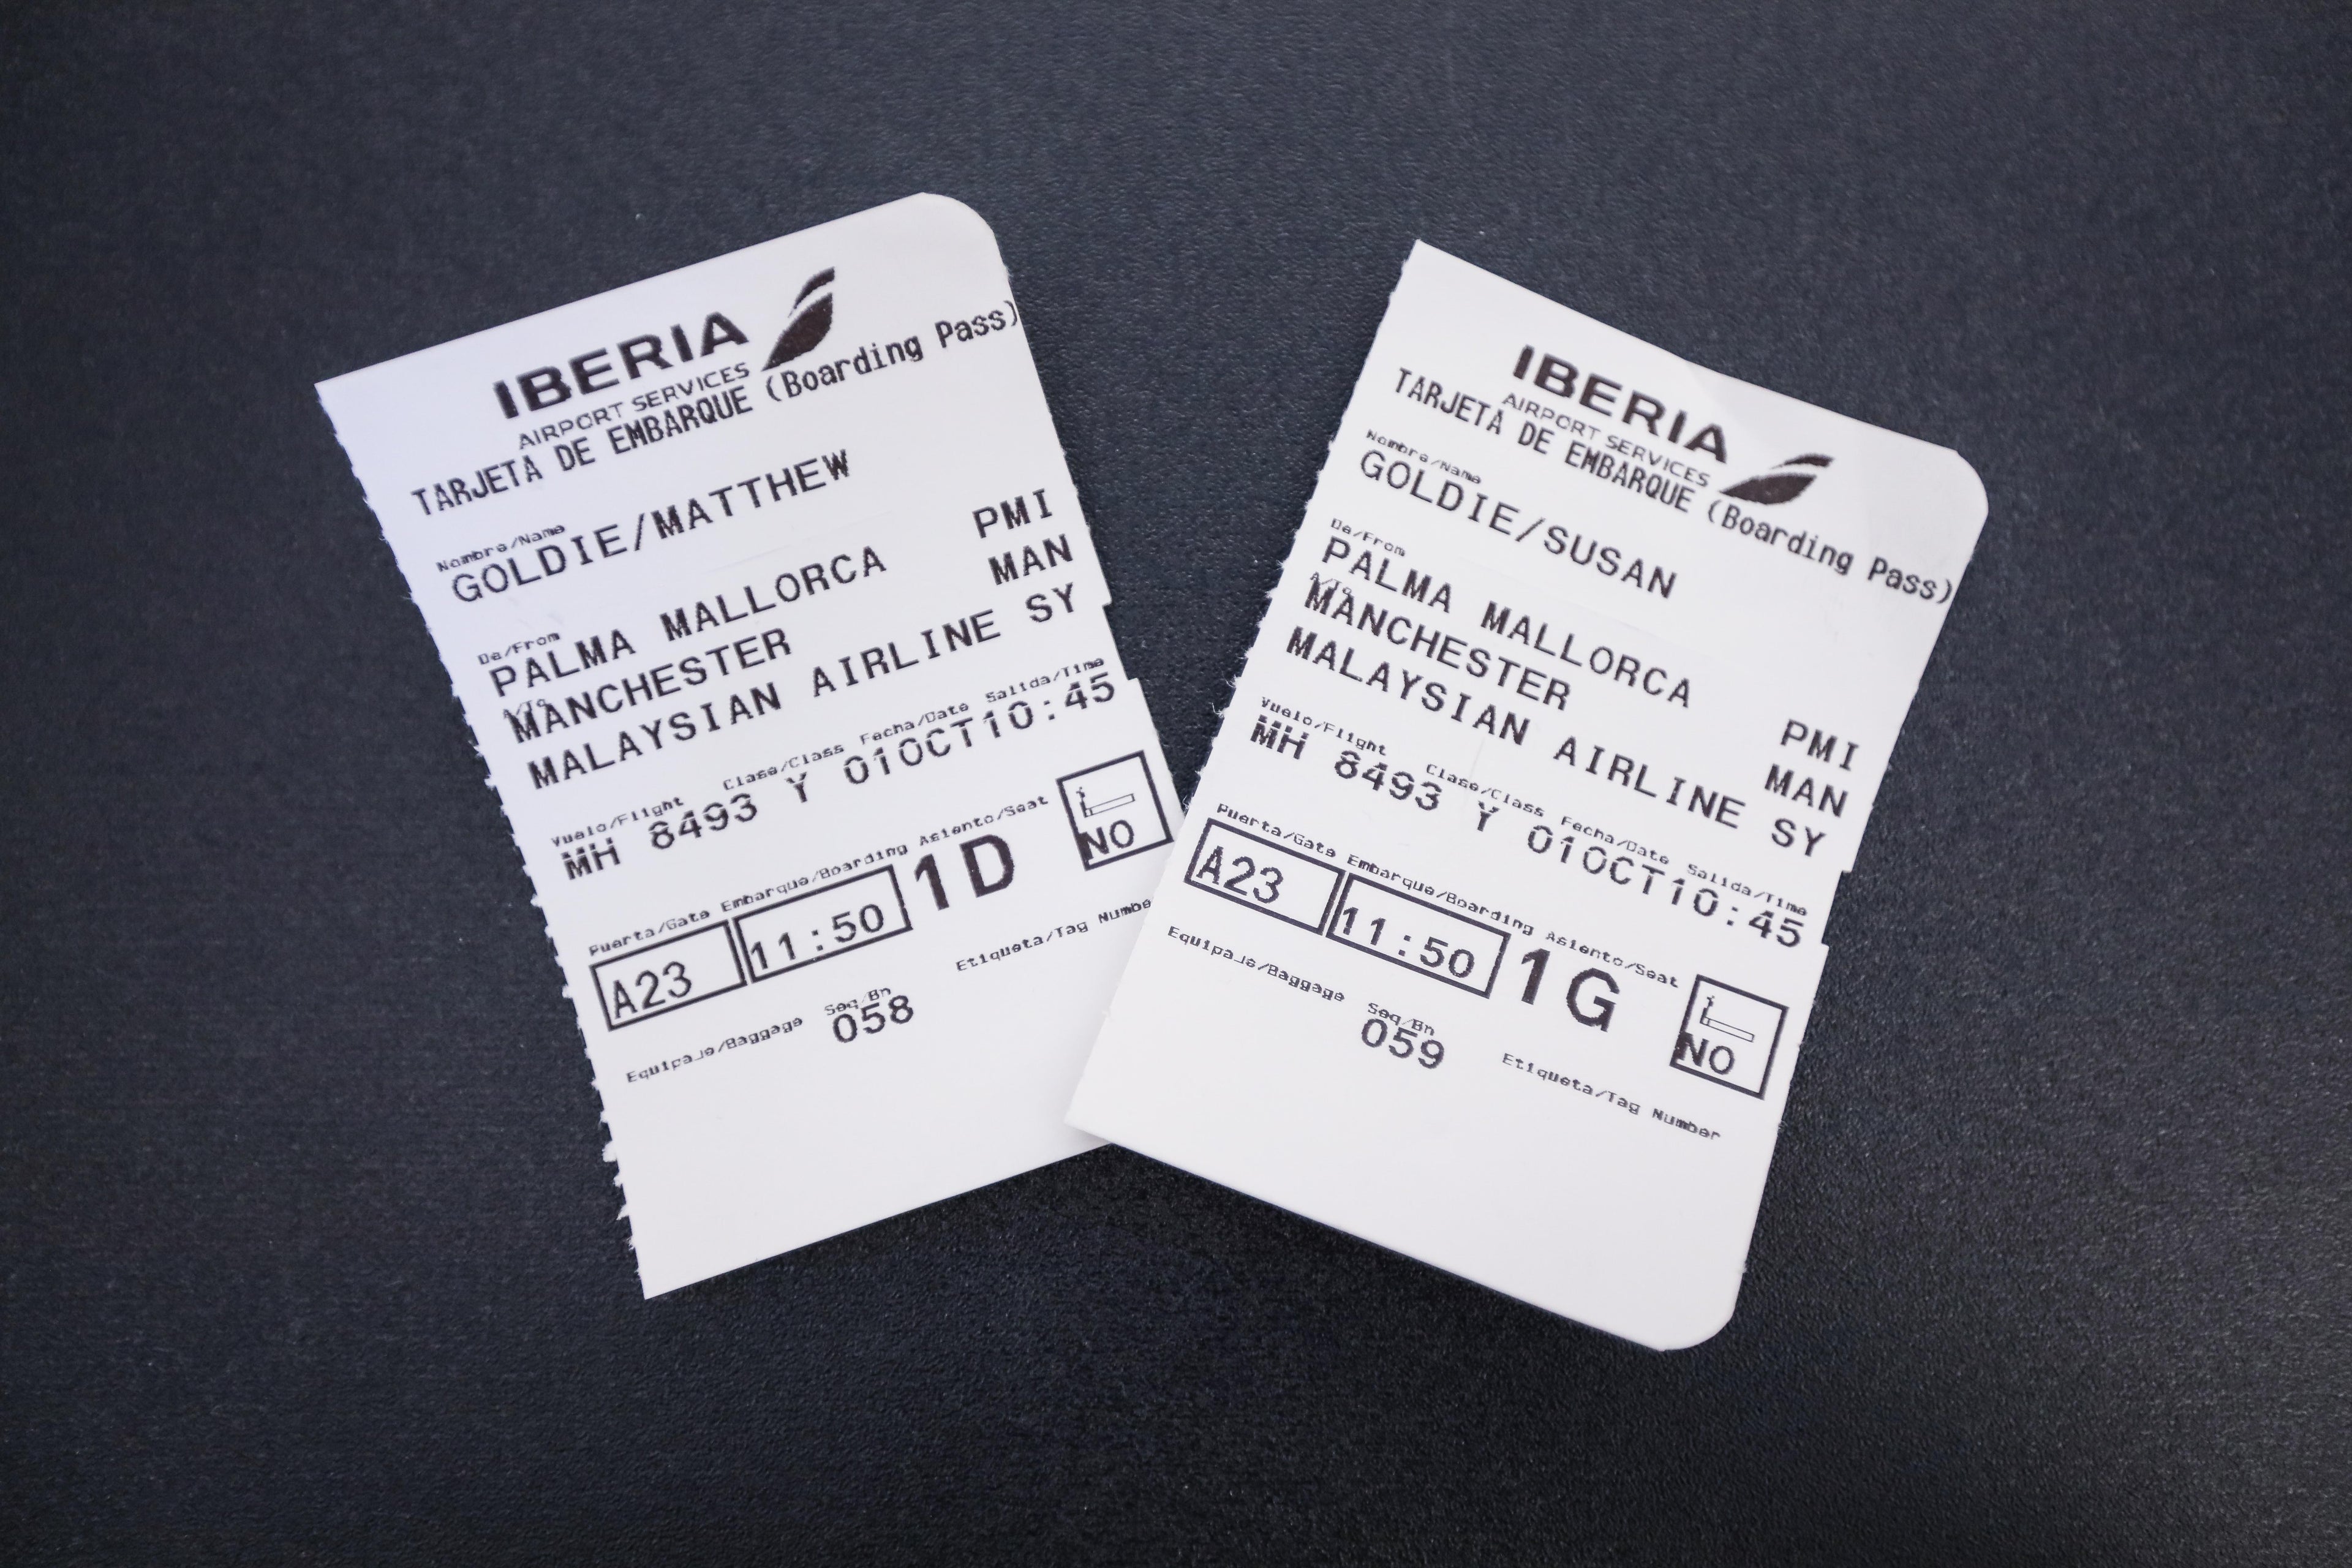 IBERIA
AIRPORT SERVICES
TARJETA DE EMBARQUE (Boarding Pass)
Nombre/Name
GOLDIE/MATTHEW
De/From
PALMA MALLORCA PMI
A/To
MANCHESTER MAN
MALAYSIAN AIRLINE SY
Vuelo/Flight Clase/Class Fecha/Date Salida/Time
MH 8493 Y 01OCT10:45
Puerta/Gate Embarque/Boarding Asiento/Seat
A23 11:50 1D NO
Equipaje/Baggage Seq/Bn Etiqueta/Tag Numbe
058
IBERIA
AIRPORT SERVICES
TARJETA DE EMBARQUE (Boarding Pass)
Nombre/Name
GOLDIE/SUSAN
De/From
PALMA MALLORCA PMI
A/To
MANCHESTER MAN
MALAYSIAN AIRLINE SY
Vuelo/Flight Clase/Class Fecha/Date Salida/Time
MH 8493 Y 01OCT10:45
Puerta/Gate Embarque/Boarding Asiento/Seat
A23 11:50 1G NO
Equipaje/Baggage Seq/Bn Etiqueta/Tag Number
059